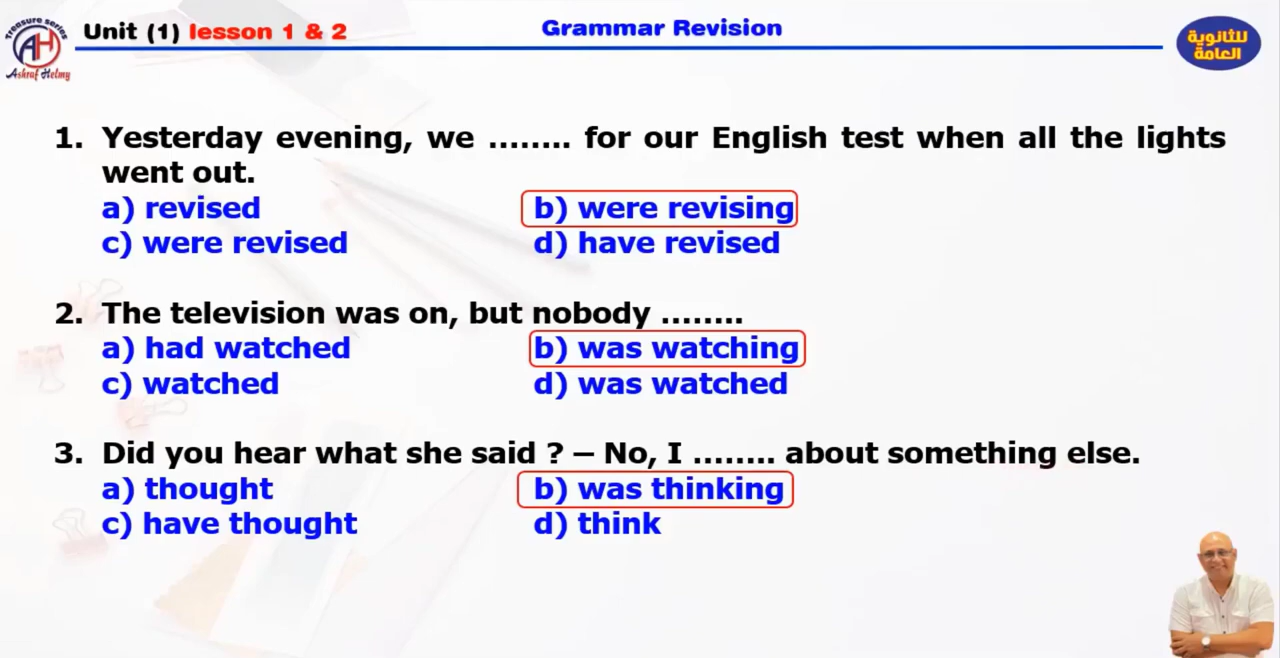 Treasure series
AH
Ashraf Helmy
Unit (1) lesson 1 & 2
Grammar Revision
للثانوية
العامة
1. Yesterday evening, we ........ for our English test when all the lights
went out.
a) revised b) were revising
c) were revised d) have revised
2. The television was on, but nobody ........
a) had watched b) was watching
c) watched d) was watched
3. Did you hear what she said ? – No, I ........ about something else.
a) thought b) was thinking
c) have thought d) think